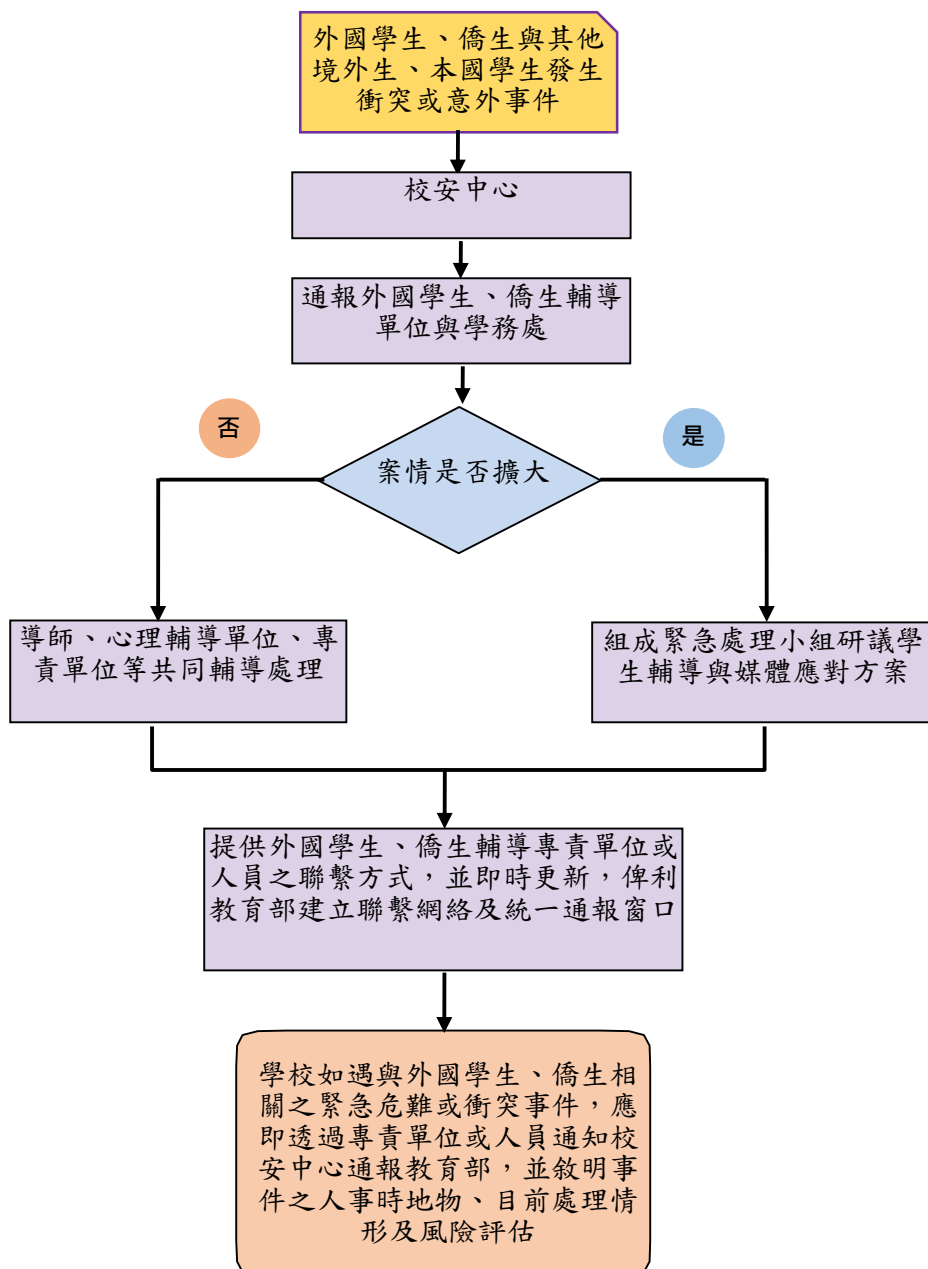 外國學生、僑生與其他
境外生、本國學生發生
衝突或意外事件
校安中心
通報外國學生、僑生輔導
單位與學務處
否
是
案情是否擴大
導師、心理輔導單位、專
責單位等共同輔導處理
組成緊急處理小組研議學
生輔導與媒體應對方案
提供外國學生、僑生輔導專責單位或
人員之聯繫方式，並即時更新，俾利
教育部建立聯繫網絡及統一通報窗口
學校如遇與外國學生、僑生相
關之緊急危難或衝突事件，應
即透過專責單位或人員通知校
安中心通報教育部，並敘明事
件之人事時地物、目前處理情
形及風險評估